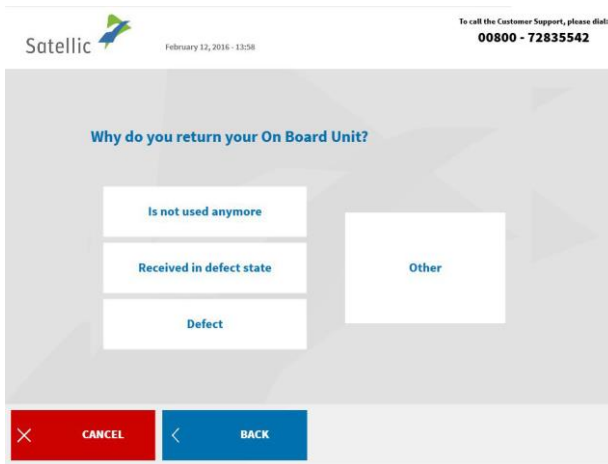 To call the Customer Support, please dial:
Satellic
February 12, 2016 - 13:58
00800 - 72835542
Why do you return your On Board Unit?
Is not used anymore
Received in defect state
Other
Defect
CANCEL
BACK